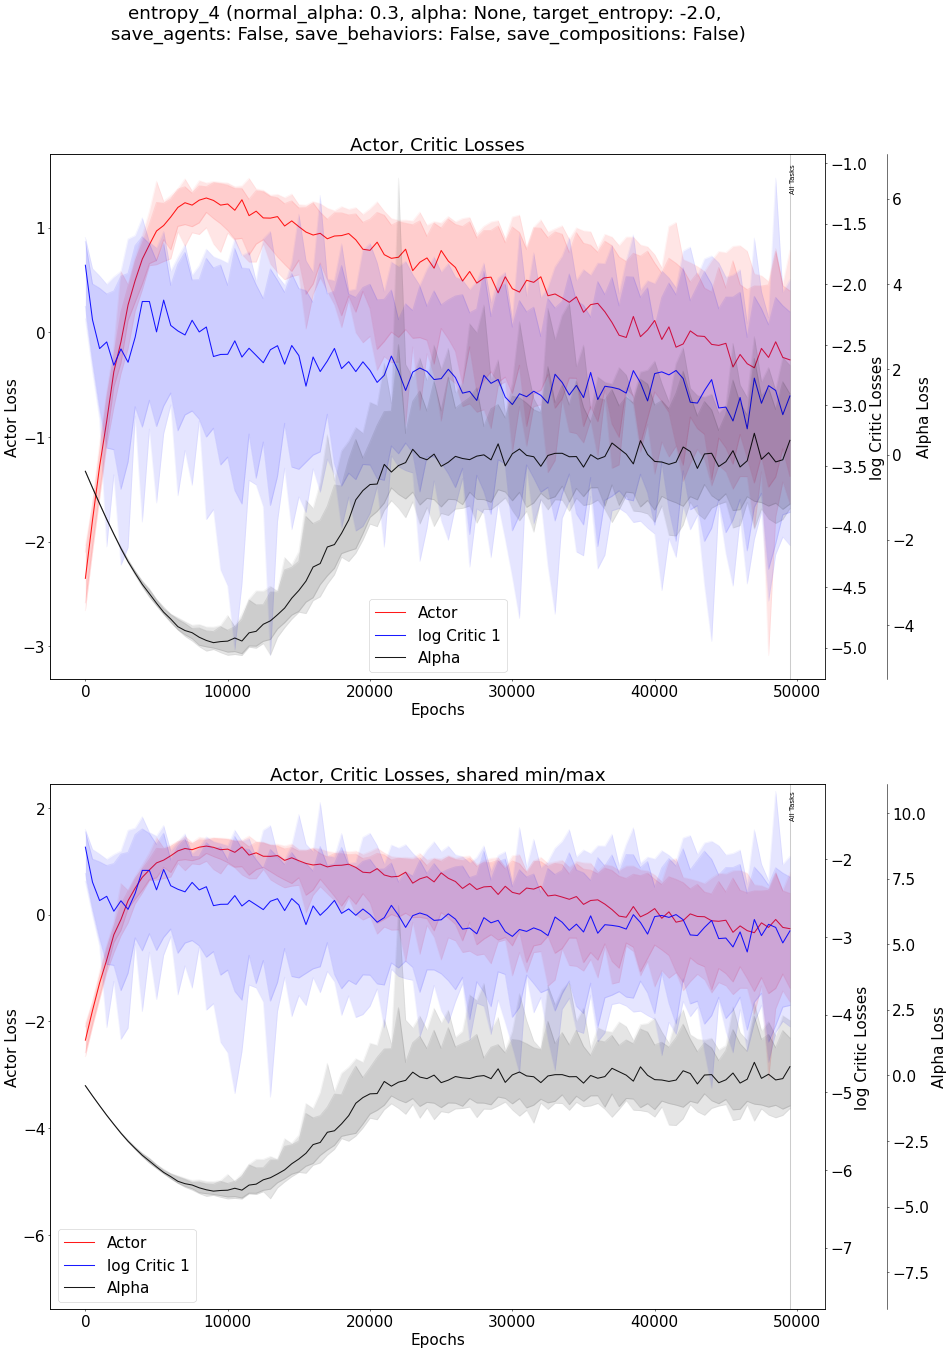 entropy_4 (normal_alpha: 0.3, alpha: None, target_entropy: -2.0,
save_agents: False, save_behaviors: False, save_compositions: False)
Actor, Critic Losses
All Tasks
Actor Loss
1
0
−1
−2
−3
−1.0
−1.5
−2.0
−2.5
−3.0
−3.5
−4.0
−4.5
−5.0
log Critic Losses
6
4
2
0
−2
−4
Alpha Loss
Actor
log Critic 1
Alpha
0 10000 20000 30000 40000 50000
Epochs
Actor, Critic Losses, shared min/max
All Tasks
Actor Loss
2
0
−2
−4
−6
−2
−3
−4
−5
−6
−7
log Critic Losses
10.0
7.5
5.0
2.5
0.0
−2.5
−5.0
−7.5
Alpha Loss
Actor
log Critic 1
Alpha
0 10000 20000 30000 40000 50000
Epochs